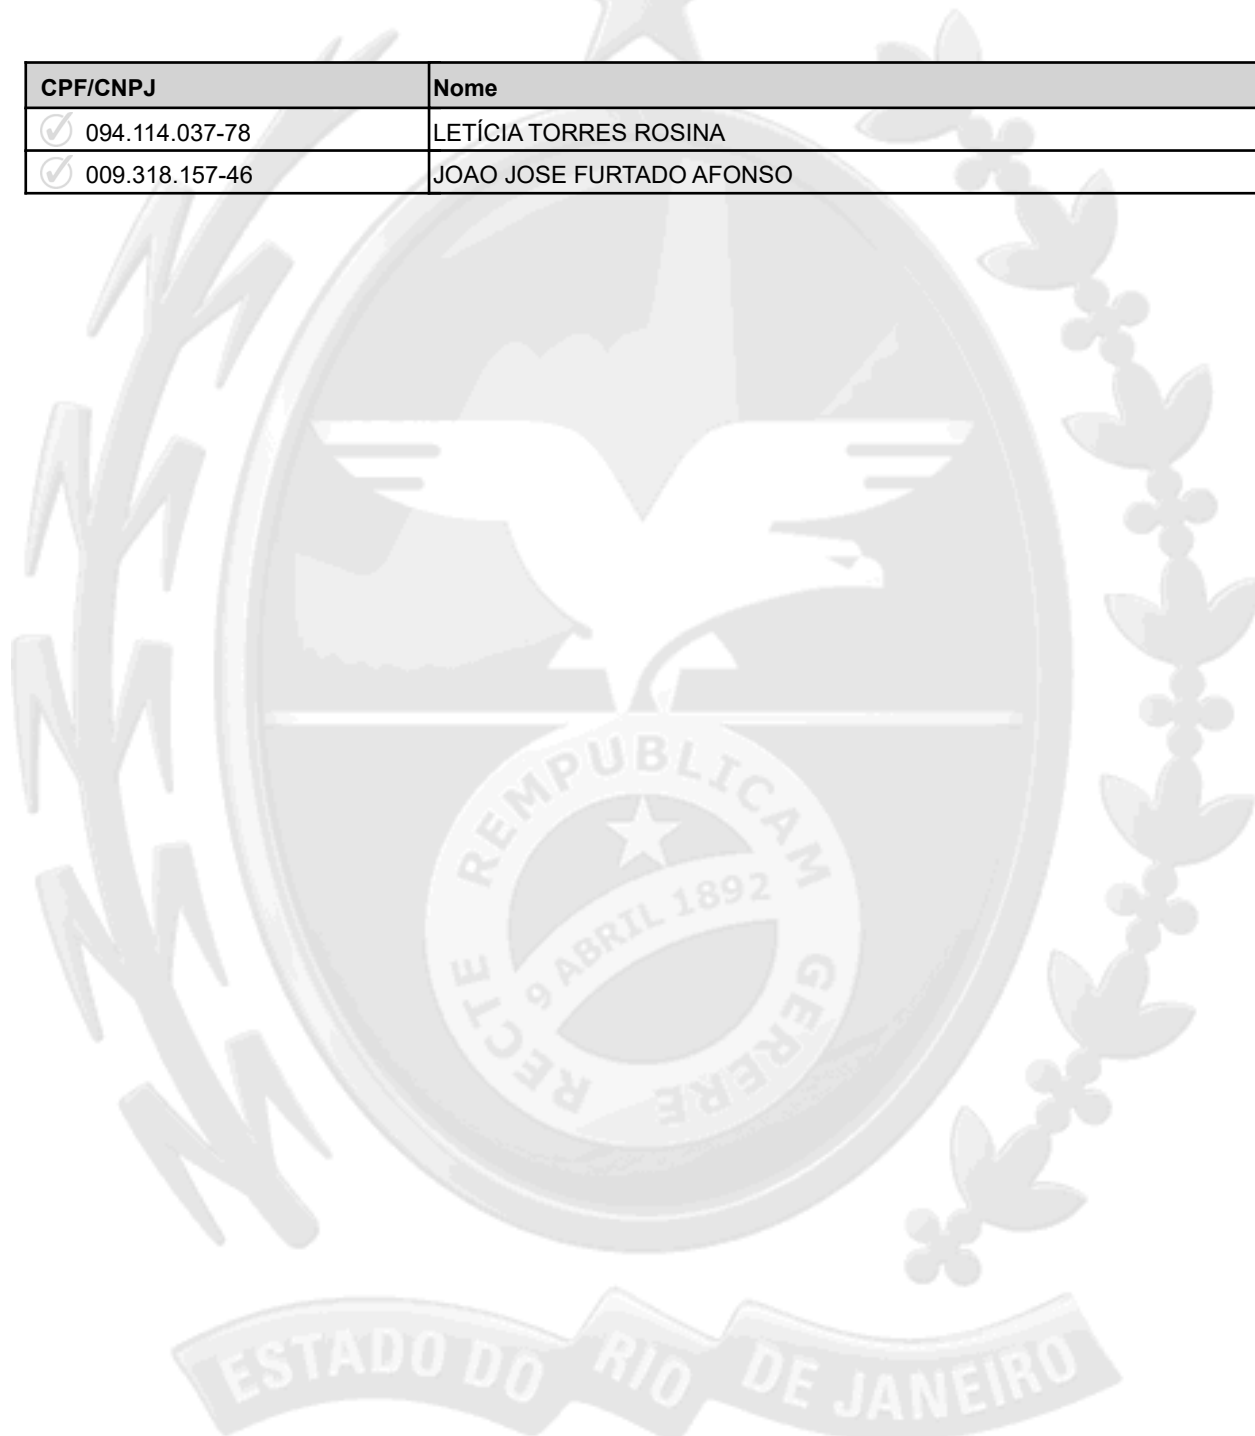 CPF/CNPJ Nome
094.114.037-78 LETÍCIA TORRES ROSINA
009.318.157-46 JOAO JOSE FURTADO AFONSO
RECTE REMPUBLICAM GERERE
9 ABRIL 1892
ESTADO DO RIO DE JANEIRO